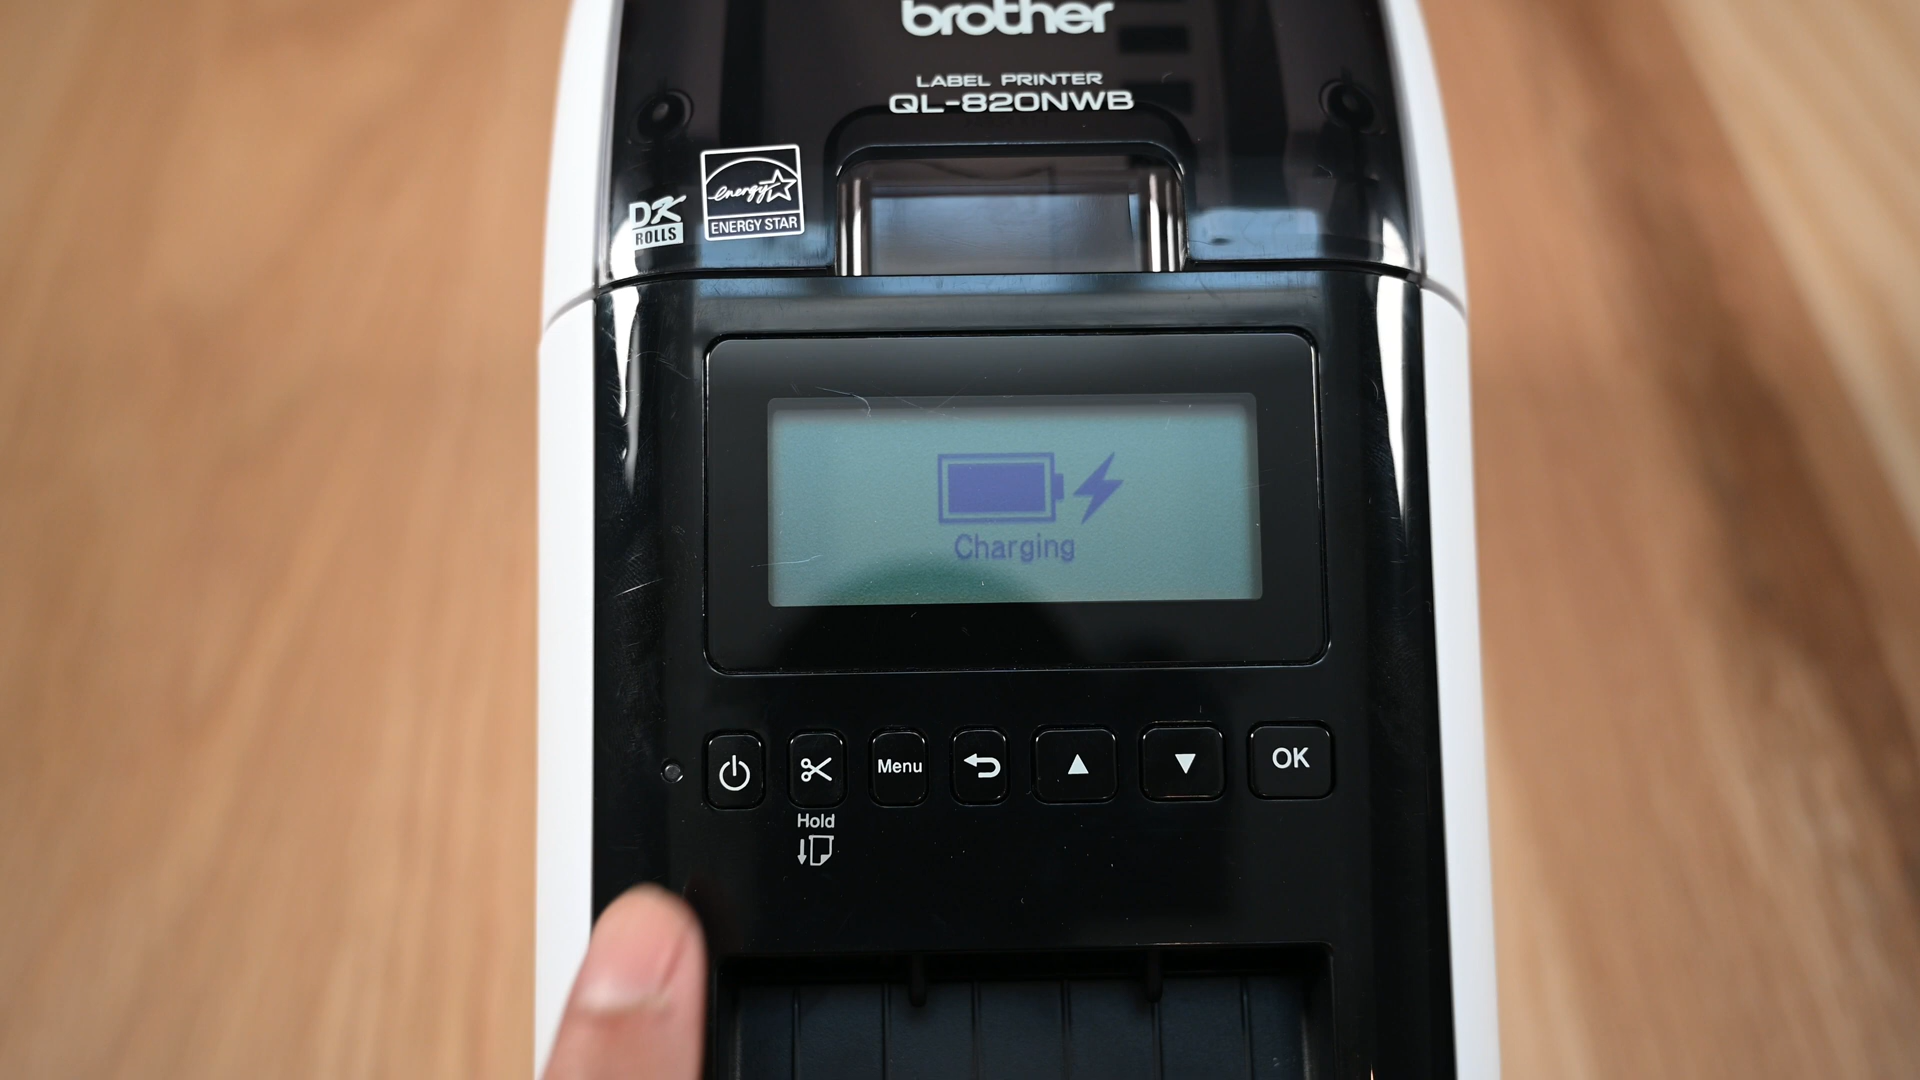 brother
LABEL PRINTER
QL-820NWB
energy
ENERGY STAR
DK
ROLLS
Charging
Menu
OK
Hold